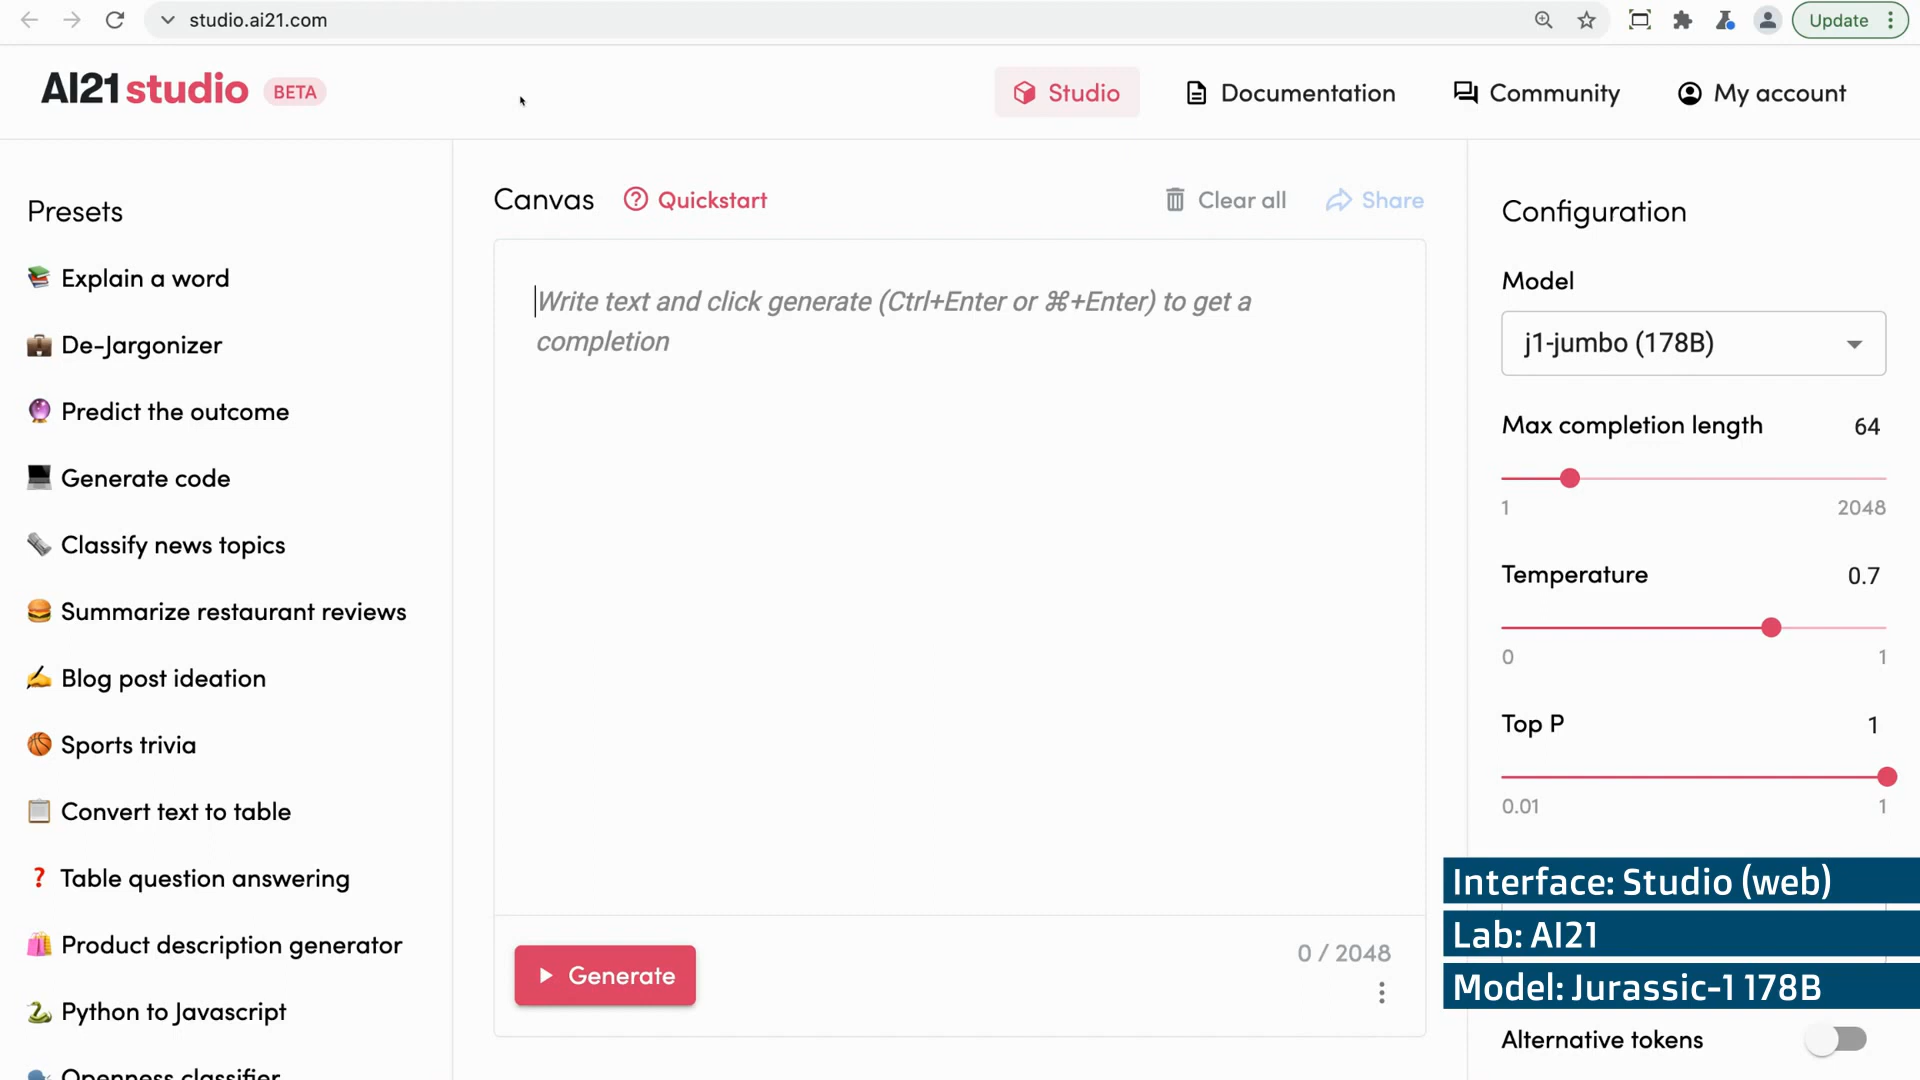 studio.ai21.com
Update
AI21 studio BETA
Studio
Documentation
Community
My account
Presets
Explain a word
De-Jargonizer
Predict the outcome
Generate code
Classify news topics
Summarize restaurant reviews
Blog post ideation
Sports trivia
Convert text to table
Table question answering
Product description generator
Python to Javascript
Openness classifier
Canvas
Quickstart
Clear all
Share
Write text and click generate (Ctrl+Enter or ⌘+Enter) to get a
completion
Generate
0 / 2048
Configuration
Model
j1-jumbo (178B)
Max completion length 64
1 2048
Temperature 0.7
0 1
Top P 1
0.01 1
Interface: Studio (web)
Lab: AI21
Model: Jurassic-1 178B
Alternative tokens